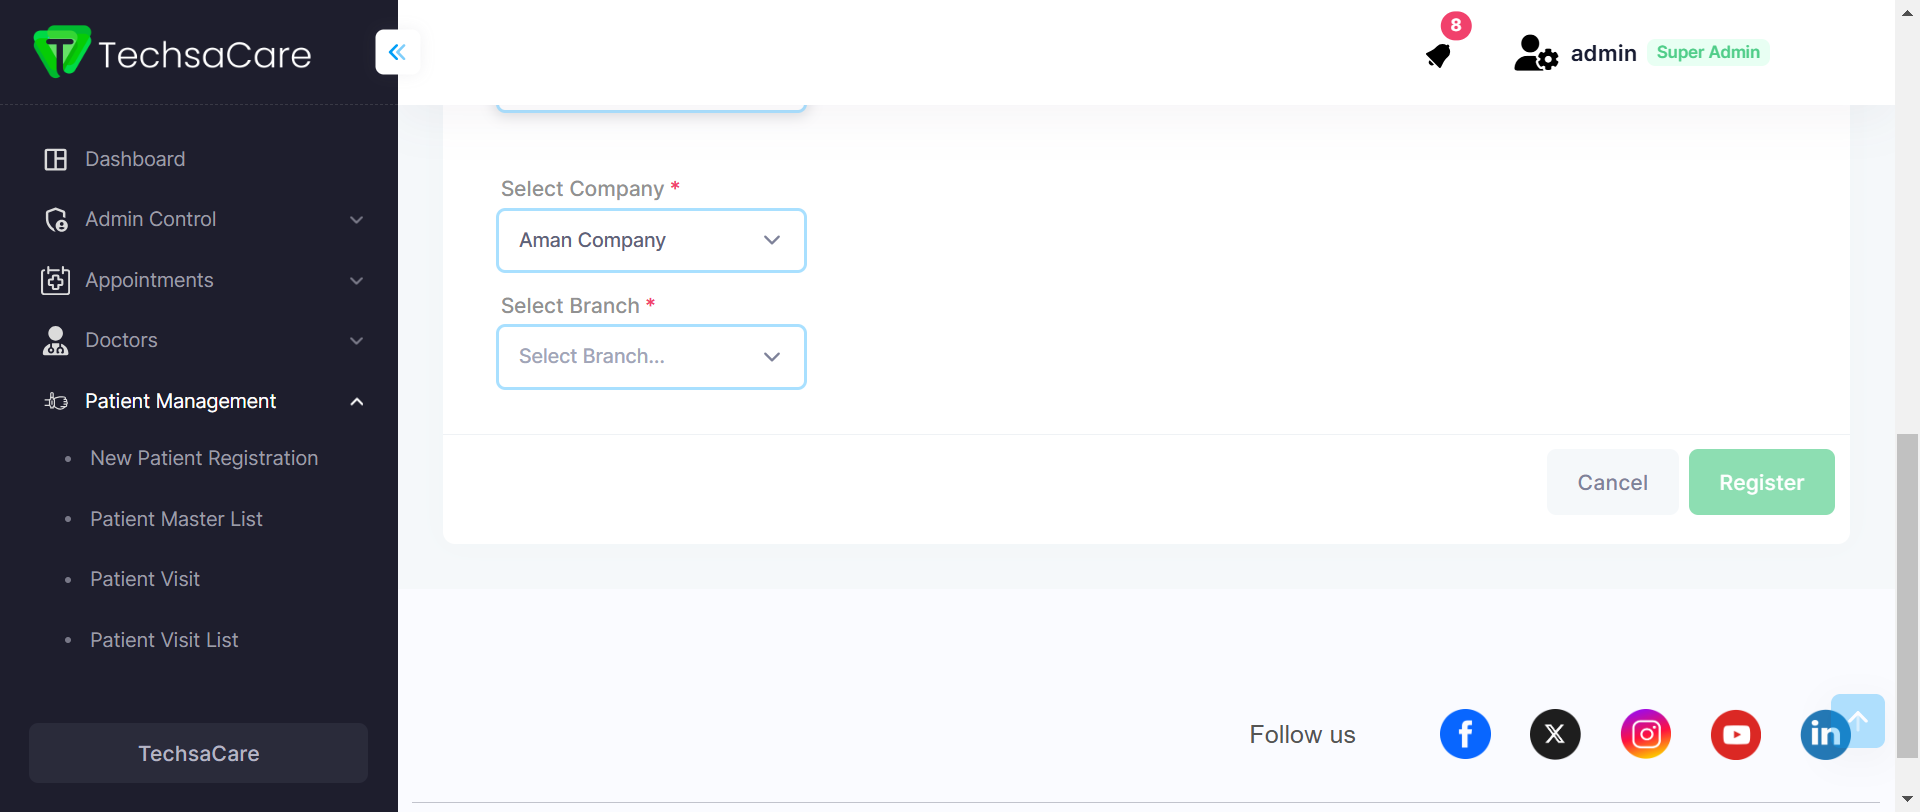 TechsaCare
8
admin
Super Admin
Dashboard
Admin Control
Appointments
Doctors
Patient Management
New Patient Registration
Patient Master List
Patient Visit
Patient Visit List
TechsaCare
Select Company *
Aman Company
Select Branch *
Select Branch...
Cancel
Register
Follow us